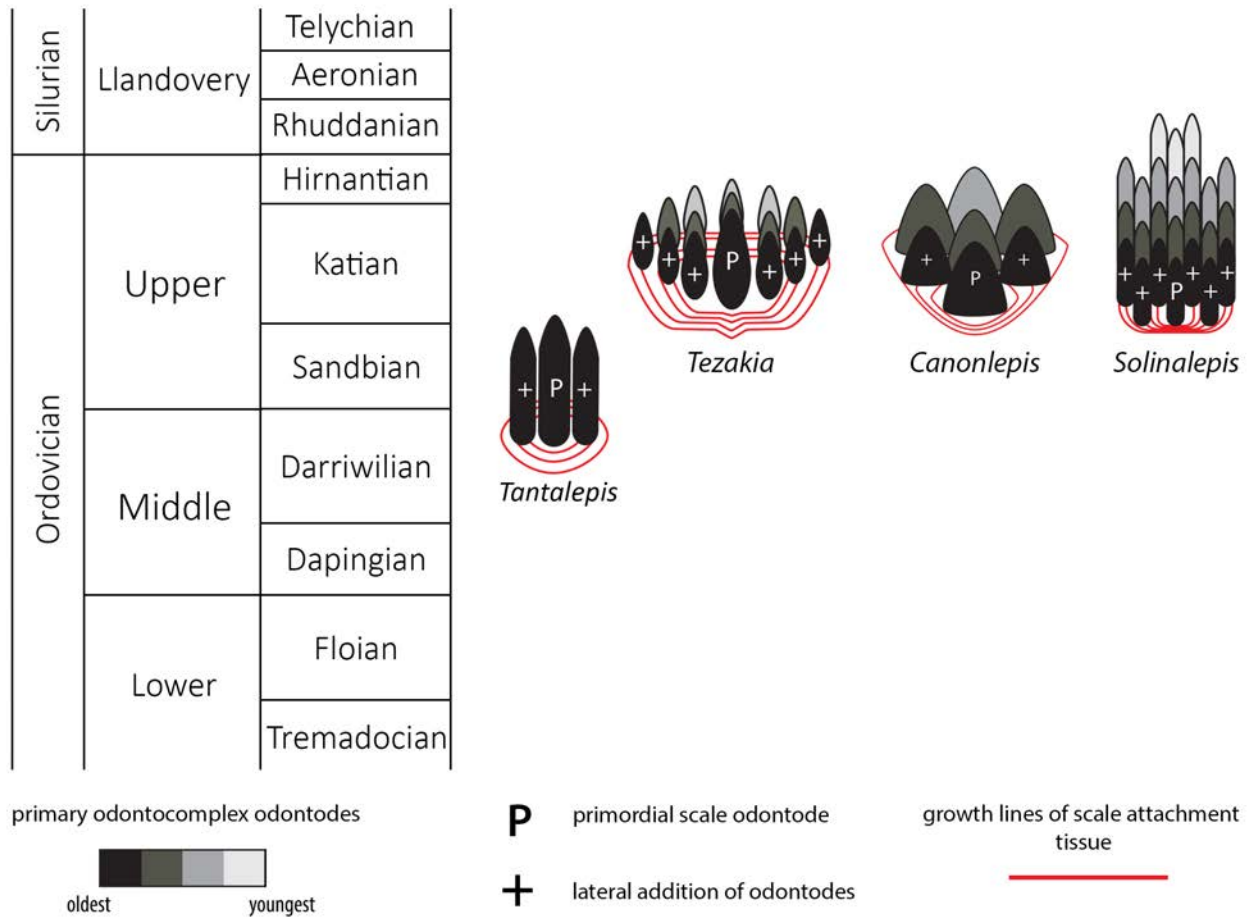 Silurian
Llandovery
Telychian
Aeronian
Rhuddanian
Ordovician
Upper
Hirnantian
Katian
Sandbian
Middle
Darriwilian
Dapingian
Lower
Floian
Tremadocian
+ P +
Tantalepis
+ + + P + + +
Tezakia
+ P +
Canonlepis
+ + + P + + +
Solinalepis
primary odontocomplex odontodes
oldest youngest
P primordial scale odontode
+ lateral addition of odontodes
growth lines of scale attachment
tissue